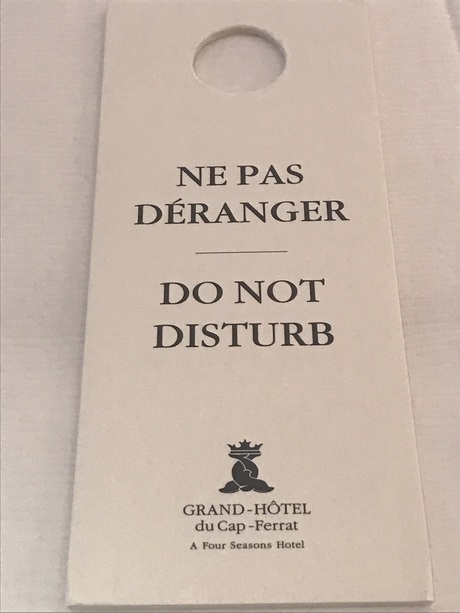 NE PAS
DÉRANGER
DO NOT
DISTURB
GRAND-HÔTEL
du Cap-Ferrat
A Four Seasons Hotel